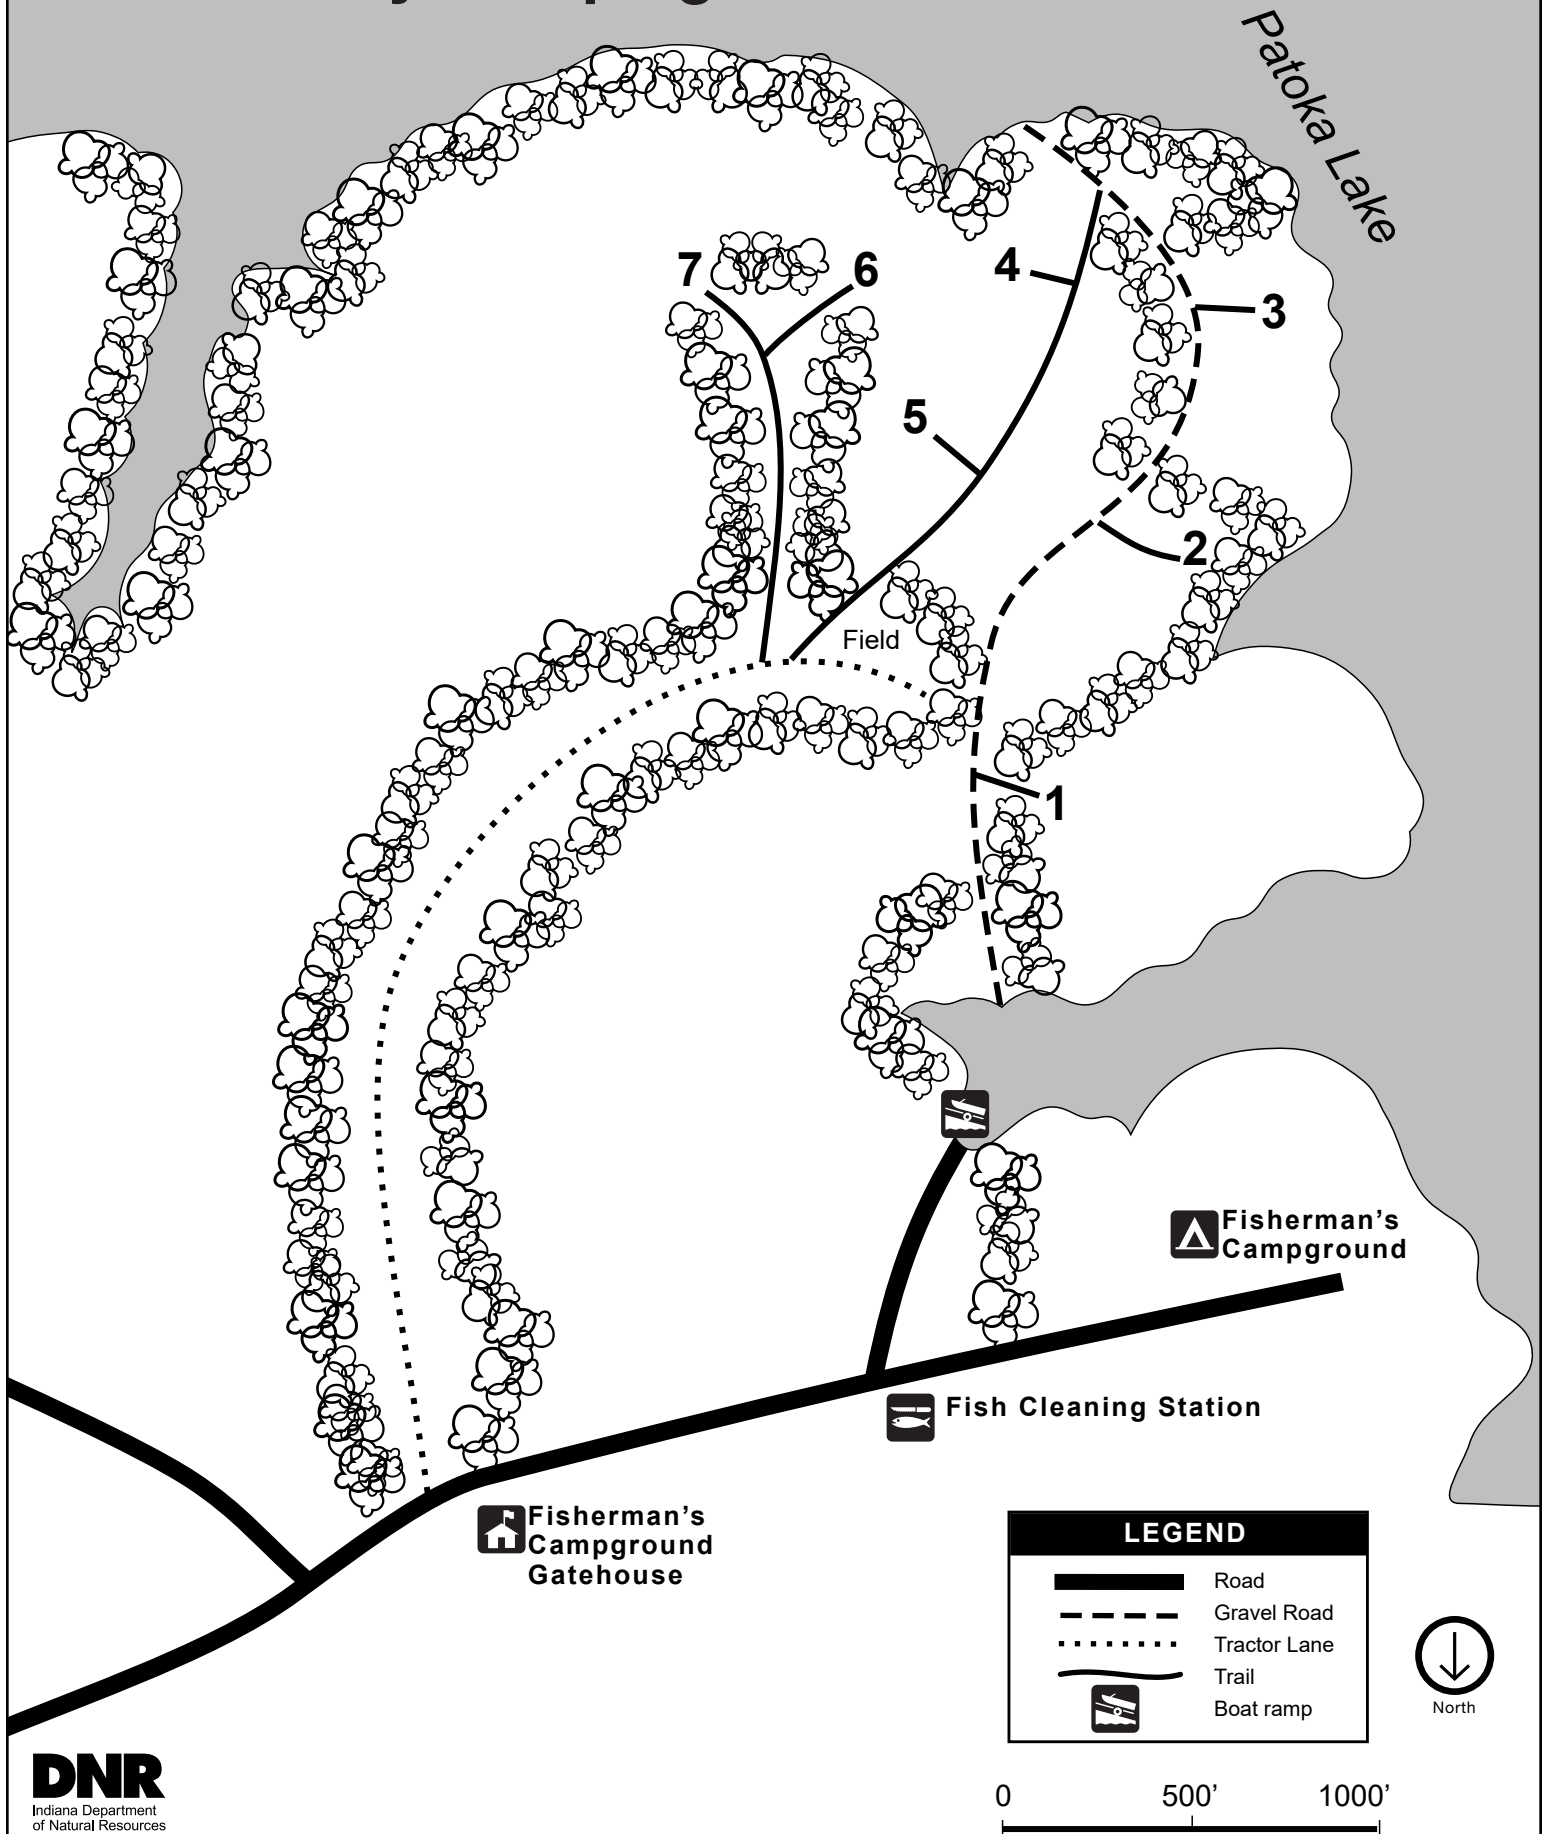 Patoka Lake
7
6
4
3
5
2
Field
1
Fisherman’s
Campground
Fish Cleaning Station
Fisherman’s
Campground
Gatehouse
LEGEND
Road
Gravel Road
Tractor Lane
Trail
Boat ramp
North
DNR
Indiana Department
of Natural Resources
0 500’ 1000’